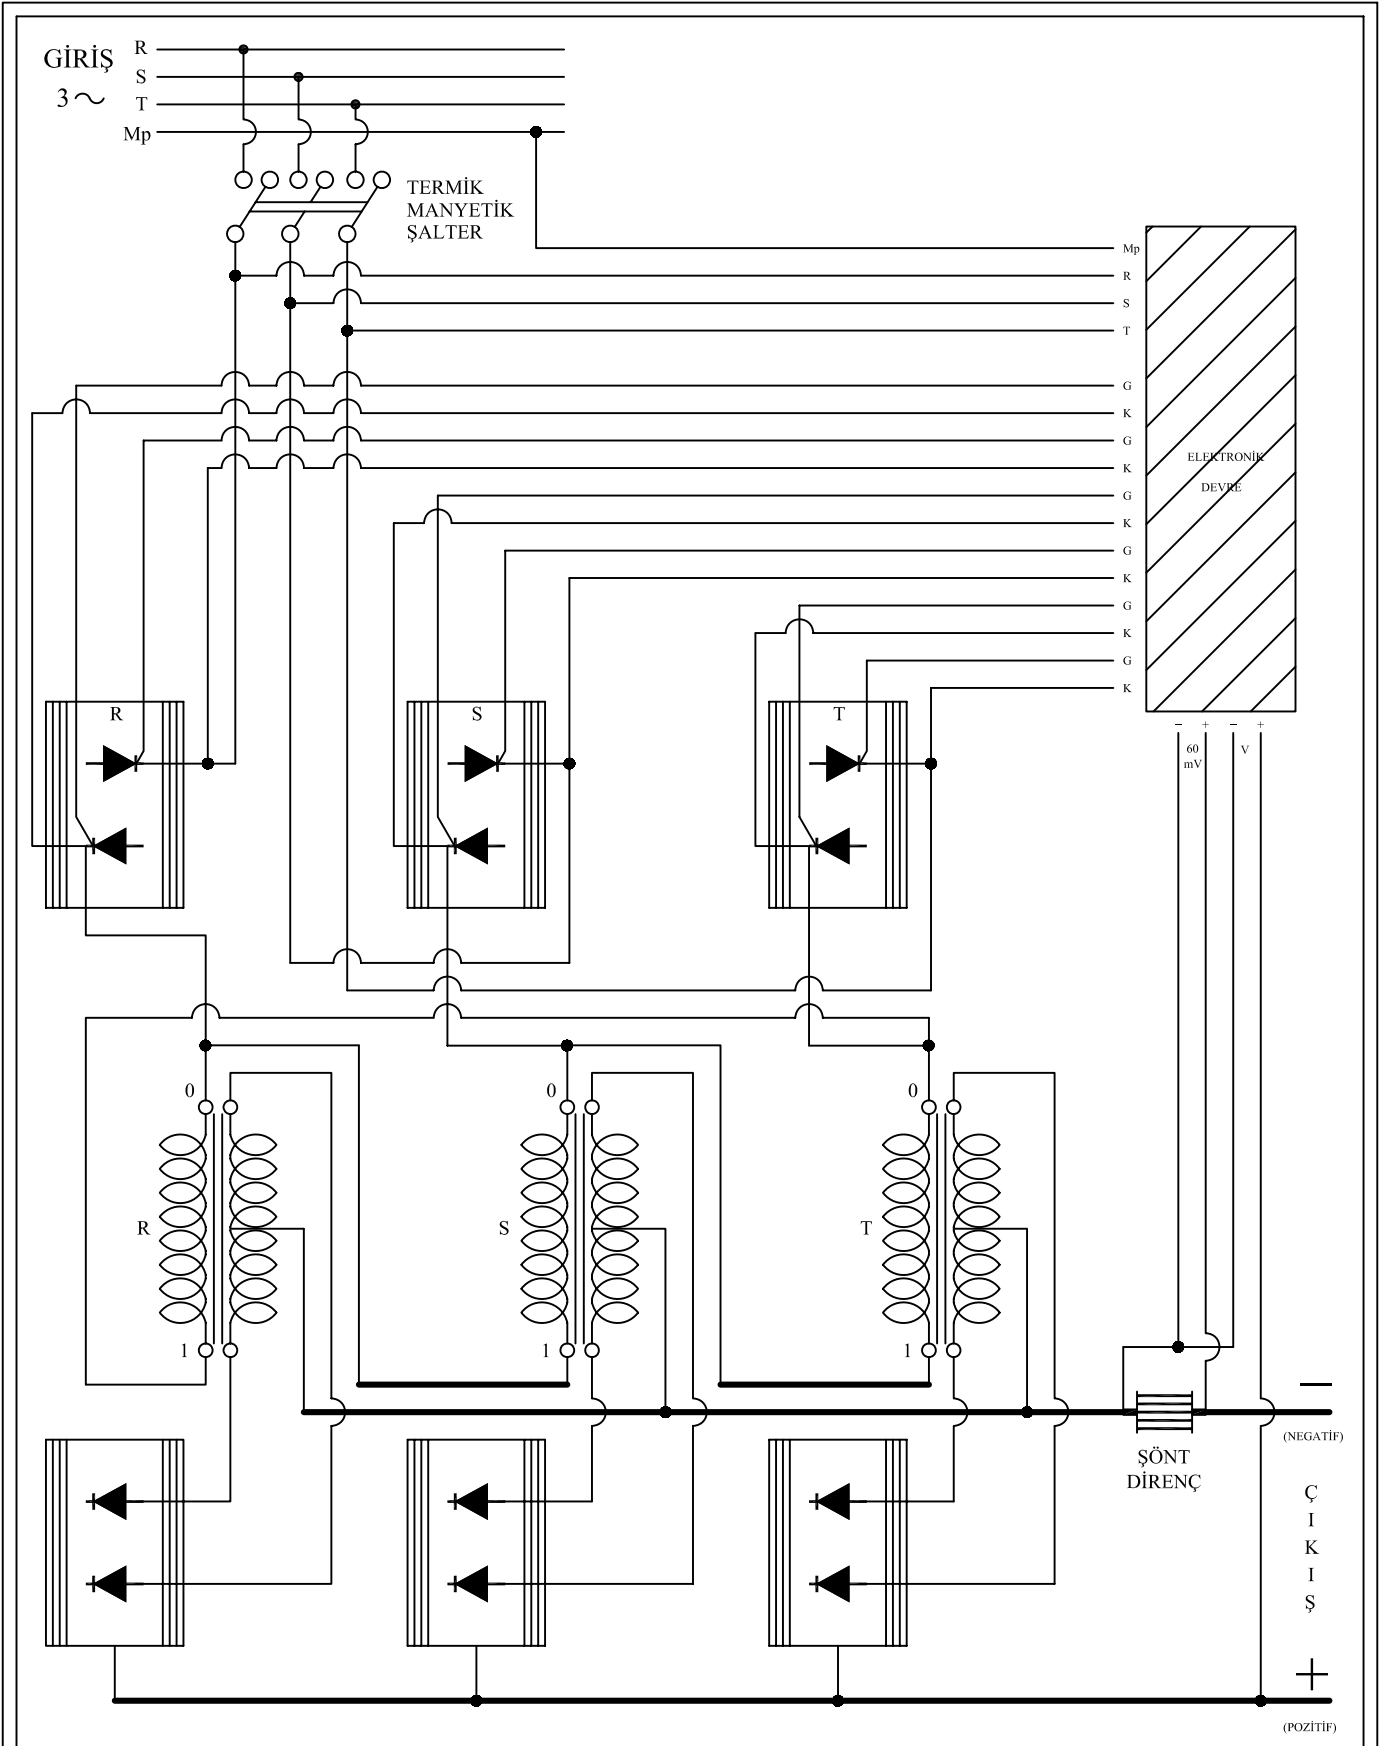 GİRİŞ
3
R
S
T
Mp
TERMİK
MANYETİK
ŞALTER
Mp
R
S
T
G
K
G
K
G
K
G
K
G
K
G
K
ELEKTRONİK
DEVRE
R
S
T
− + − +
60
mV
V
0
0
0
R
S
T
1
1
1
−
(NEGATİF)
ŞÖNT
DİRENÇ
Ç
I
K
I
Ş
+
(POZİTİF)